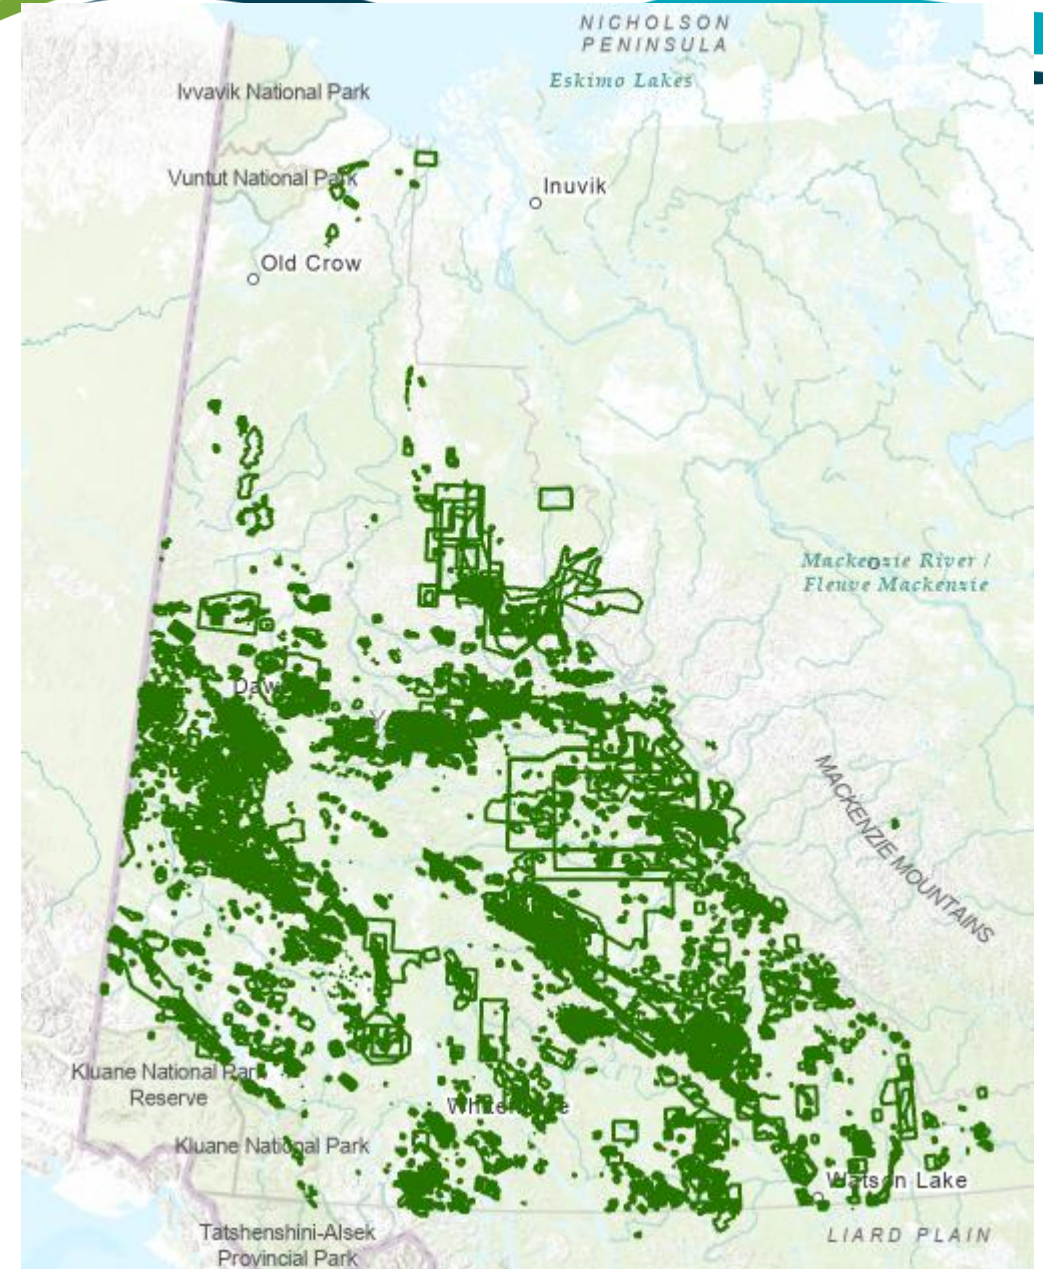 NICHOLSON
PENINSULA
Eskimo Lakes
Ivvavik National Park
Vuntut National Park
Inuvik
Old Crow
Mackenzie River /
Fleuve Mackenzie
MACKENZIE MOUNTAINS
Kluane National Park
Reserve
Kluane National Park
Watson Lake
Tatshenshini-Alsek
Provincial Park
LIARD PLAIN